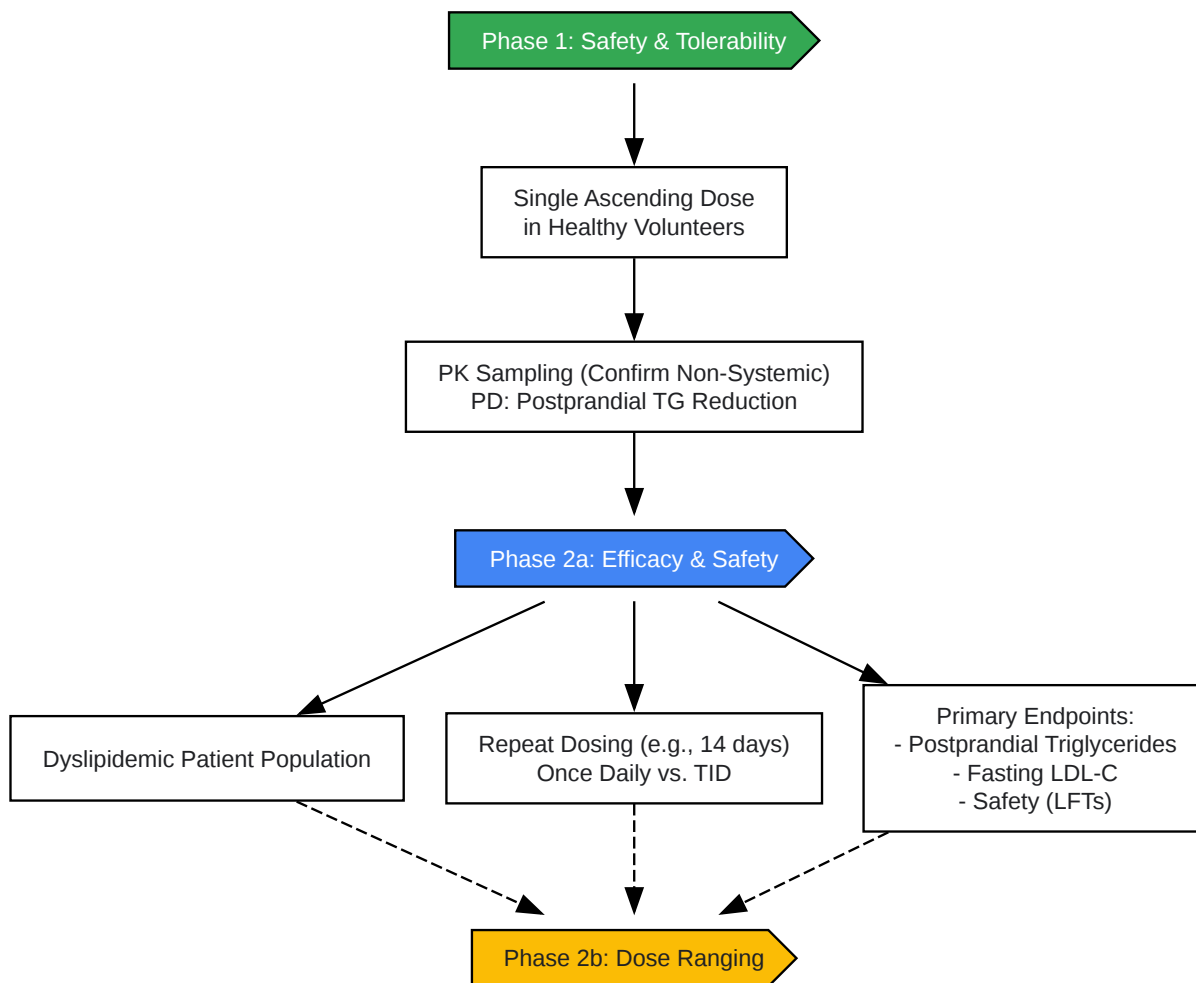 Phase 1: Safety & Tolerability
Single Ascending Dose
in Healthy Volunteers
PK Sampling (Confirm Non-Systemic)
PD: Postprandial TG Reduction
Phase 2a: Efficacy & Safety
Dyslipidemic Patient Population
Repeat Dosing (e.g., 14 days)
Once Daily vs. TID
Primary Endpoints:
- Postprandial Triglycerides
- Fasting LDL-C
- Safety (LFTs)
Phase 2b: Dose Ranging